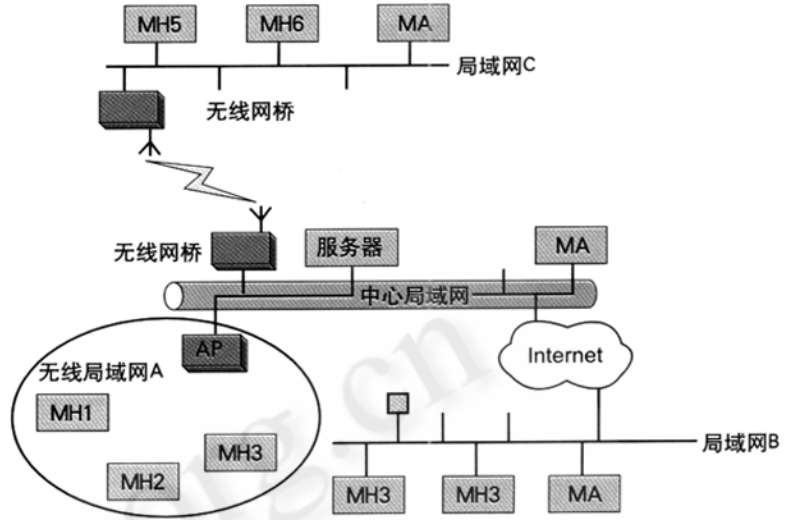 MH5
MH6
MA
局域网C
无线网桥
无线网桥
服务器
MA
中心局域网
AP
Internet
无线局域网A
MH1
MH3
MH2
局域网B
MH3
MH3
MA
org.cn